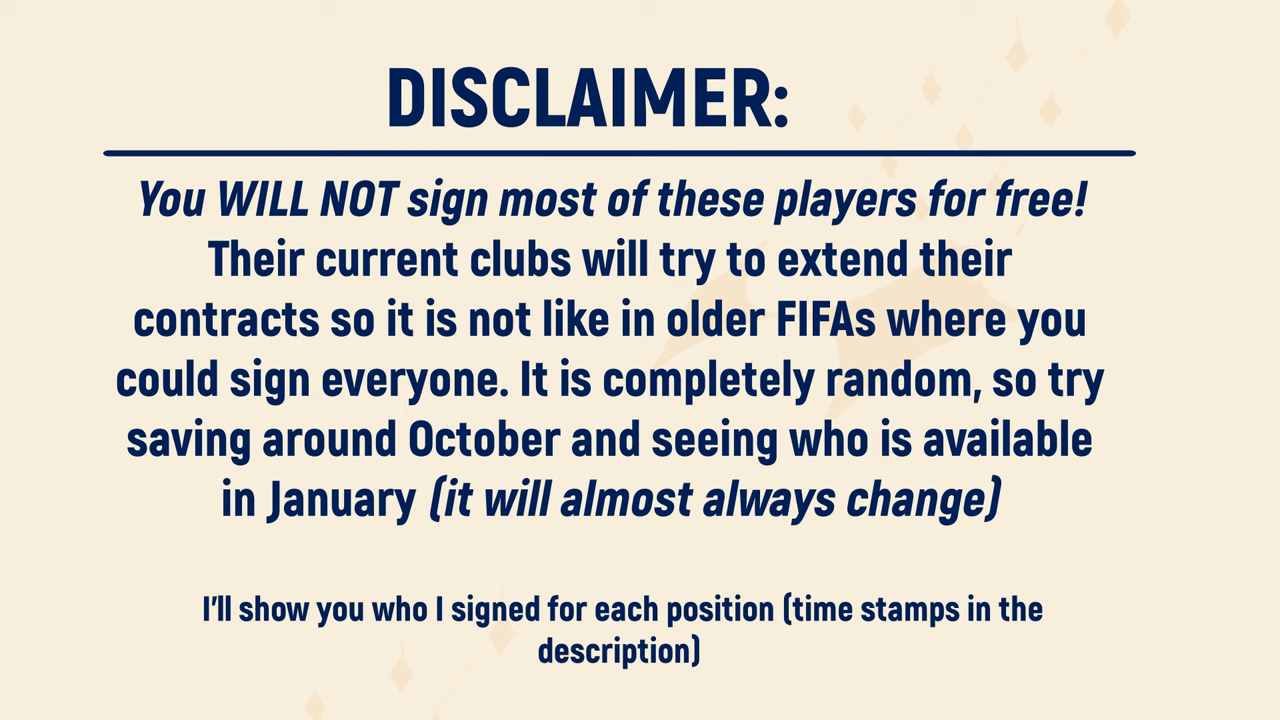 DISCLAIMER:
You WILL NOT sign most of these players for free!
Their current clubs will try to extend their
contracts so it is not like in older FIFAs where you
could sign everyone. It is completely random, so try
saving around October and seeing who is available
in January (it will almost always change)
I'll show you who I signed for each position (time stamps in the
description)